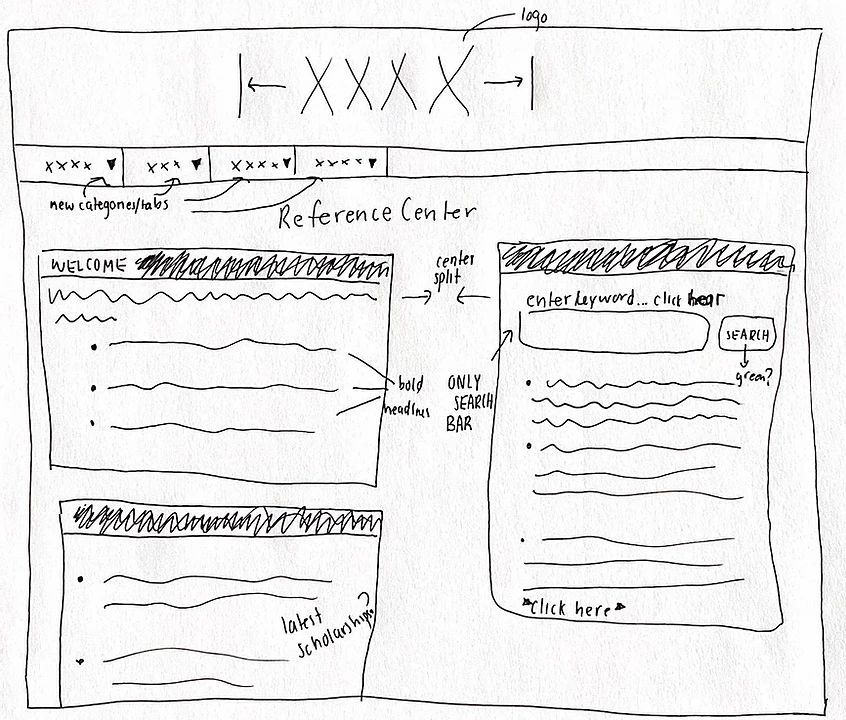 logo
XXXX
xxxx ▼ xxx ▼ xxxx ▼ xxxx ▼
new categories/tabs
Reference Center
WELCOME
center
split
enter keyword... click hear
SEARCH
green?
bold
headlines
ONLY
SEARCH
BAR
latest
scholarships?
click here